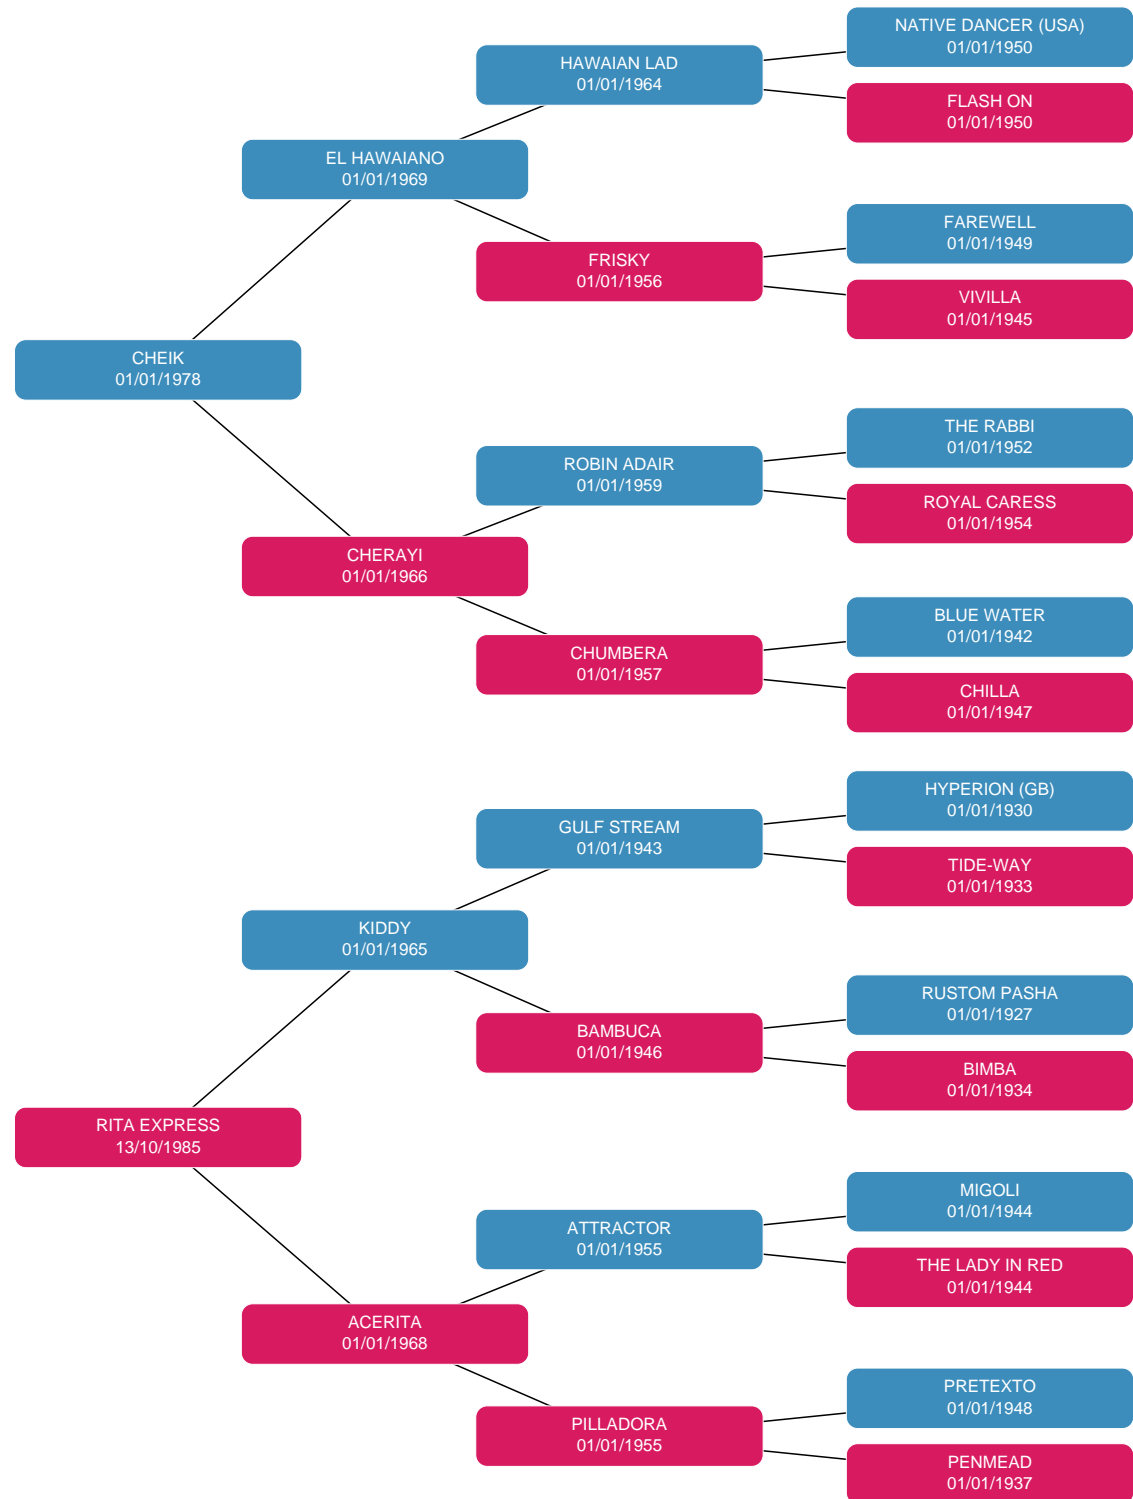 NATIVE DANCER (USA)
01/01/1950
HAWAIAN LAD
01/01/1964
FLASH ON
01/01/1950
EL HAWAIANO
01/01/1969
FAREWELL
01/01/1949
FRISKY
01/01/1956
VIVILLA
01/01/1945
CHEIK
01/01/1978
THE RABBI
01/01/1952
ROBIN ADAIR
01/01/1959
ROYAL CARESS
01/01/1954
CHERAYI
01/01/1966
BLUE WATER
01/01/1942
CHUMBERA
01/01/1957
CHILLA
01/01/1947
HYPERION (GB)
01/01/1930
GULF STREAM
01/01/1943
TIDE-WAY
01/01/1933
KIDDY
01/01/1965
RUSTOM PASHA
01/01/1927
BAMBUCA
01/01/1946
BIMBA
01/01/1934
RITA EXPRESS
13/10/1985
MIGOLI
01/01/1944
ATTRACTOR
01/01/1955
THE LADY IN RED
01/01/1944
ACERITA
01/01/1968
PRETEXTO
01/01/1948
PILLADORA
01/01/1955
PENMEAD
01/01/1937